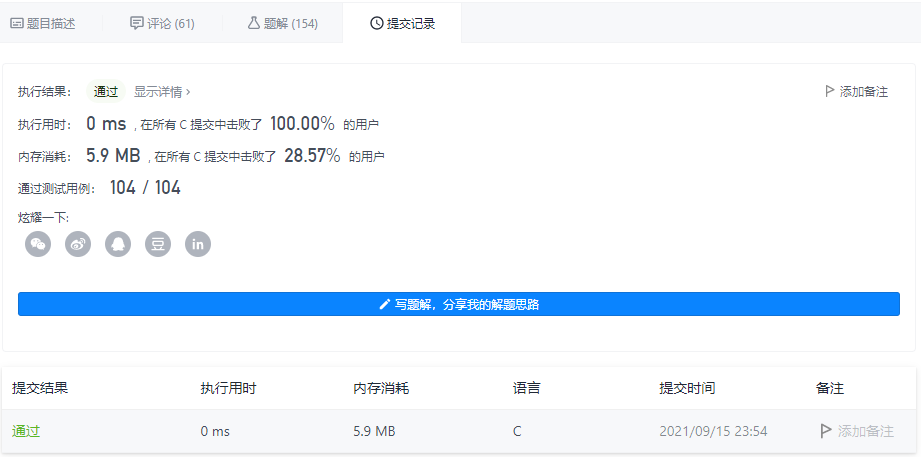 题目描述 评论 (61) 题解 (154) 提交记录
执行结果： 通过 显示详情 › 添加备注
执行用时： 0 ms , 在所有 C 提交中击败了 100.00% 的用户
内存消耗： 5.9 MB , 在所有 C 提交中击败了 28.57% 的用户
通过测试用例： 104 / 104
炫耀一下:
豆 in
写题解，分享我的解题思路
提交结果 执行用时 内存消耗 语言 提交时间 备注
通过 0 ms 5.9 MB C 2021/09/15 23:54 添加备注